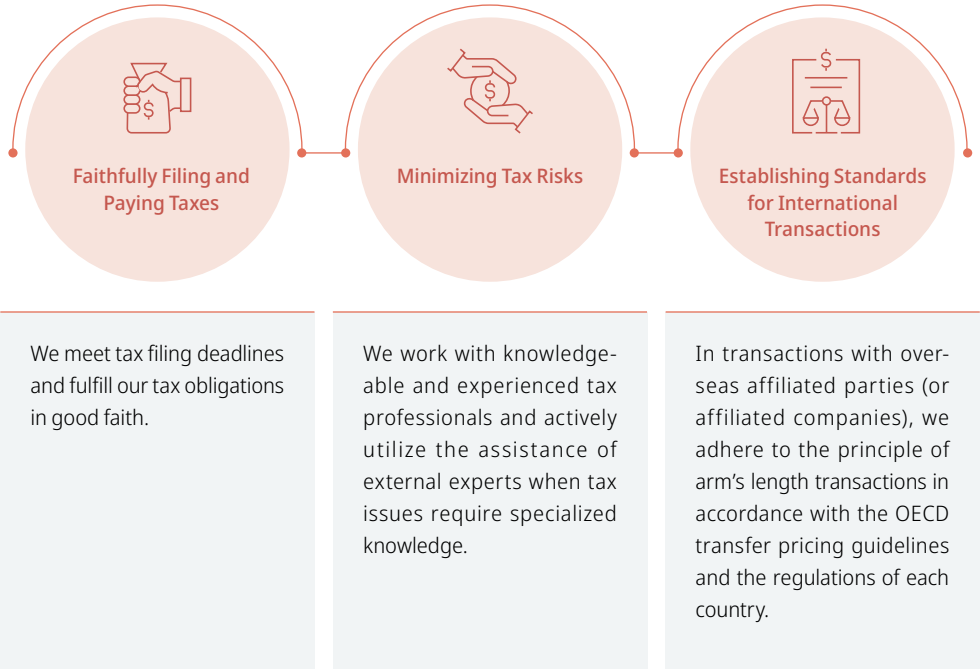 Faithfully Filing and
Paying Taxes
We meet tax filing deadlines
and fulfill our tax obligations
in good faith.
Minimizing Tax Risks
We work with knowledge-
able and experienced tax
professionals and actively
utilize the assistance of
external experts when tax
issues require specialized
knowledge.
Establishing Standards
for International
Transactions
In transactions with over-
seas affiliated parties (or
affiliated companies), we
adhere to the principle of
arm's length transactions in
accordance with the OECD
transfer pricing guidelines
and the regulations of each
country.